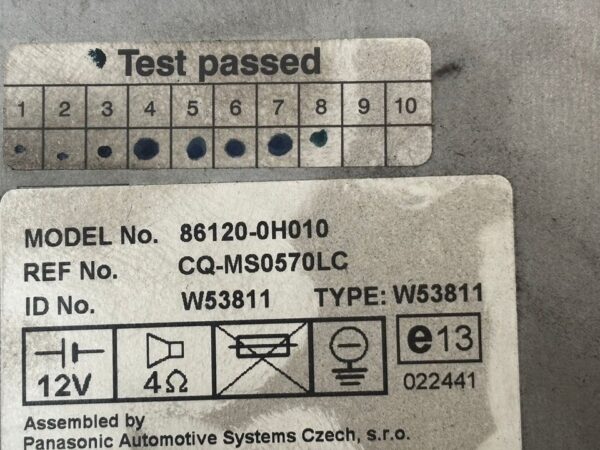 Test passed
1 2 3 4 5 6 7 8 9 10
MODEL No. 86120-0H010
REF No. CQ-MS0570LC
ID No. W53811 TYPE: W53811
12V 4Ω e13
022441
Assembled by
Panasonic Automotive Systems Czech, s.r.o.